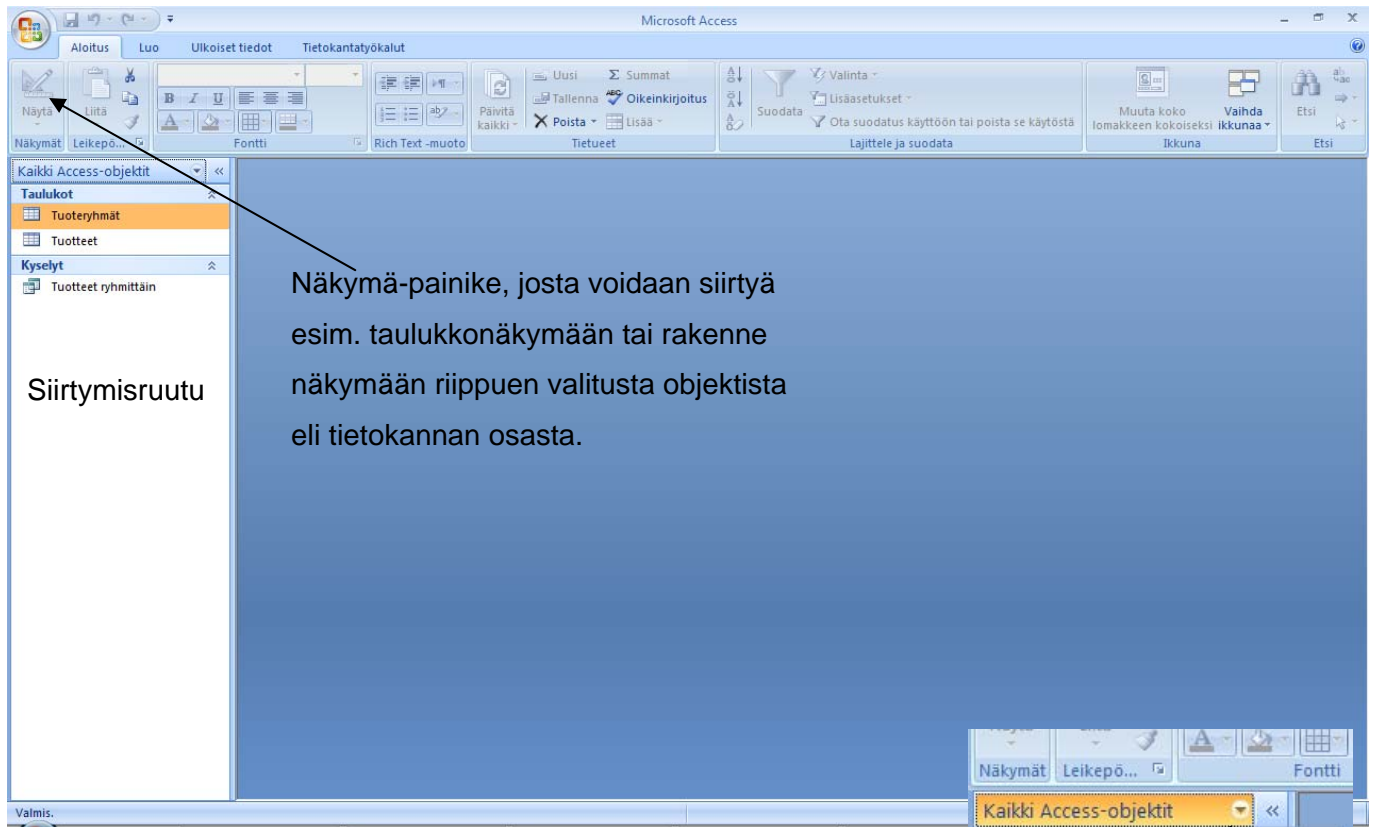 Microsoft Access
Aloitus Luo Ulkoiset tiedot Tietokantatyökalut
Näytä Liitä
B I U
A
ab
Päivitä kaikki
Uusi Σ Summat
Tallenna ABC Oikeinkirjoitus
Poista Lisää
Suodata
Valinta
Lisäasetukset
Ota suodatus käyttöön tai poista se käytöstä
Muuta koko lomakkeen kokoiseksi
Vaihda ikkunaa
Etsi
Näkymät Leikepö... Fontti Rich Text -muoto Tietueet Lajittele ja suodata Ikkuna Etsi
Kaikki Access-objektit «
Taulukot
Tuoteryhmät
Tuotteet
Kyselyt
Tuotteet ryhmittäin
Siirtymisruutu
Näkymä-painike, josta voidaan siirtyä
esim. taulukkonäkymään tai rakenne
näkymään riippuen valitusta objektista
eli tietokannan osasta.
A
Näkymät Leikepö... Fontti
Kaikki Access-objektit «
Valmis.